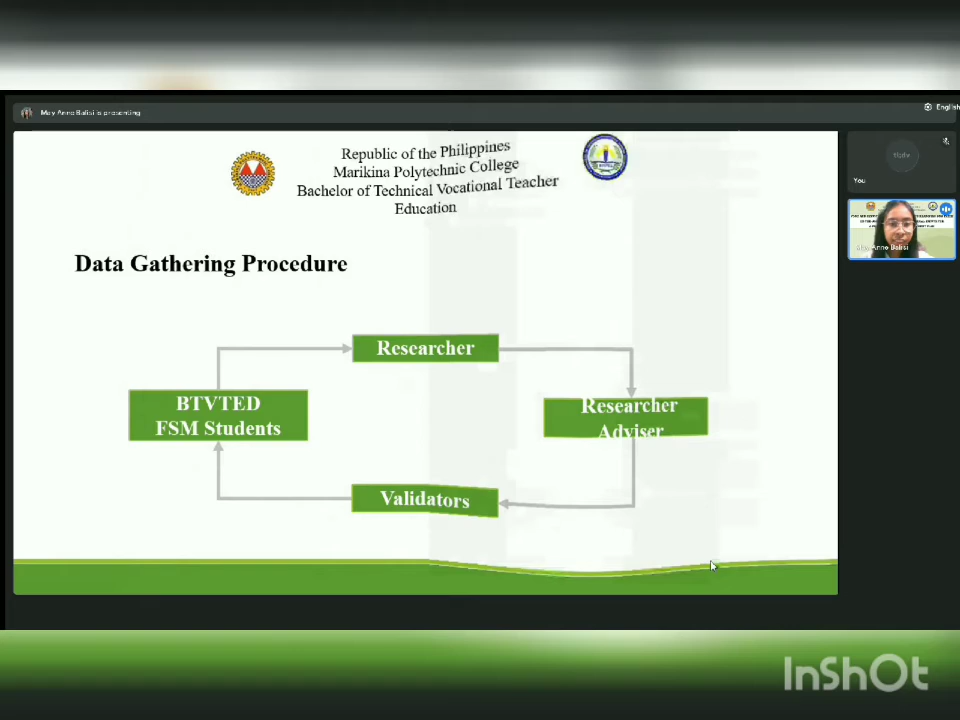 May Anne Balisi is presenting
English
Republic of the Philippines
Marikina Polytechnic College
Bachelor of Technical Vocational Teacher
Education
You
May Anne Balisi
Data Gathering Procedure
Researcher
BTVTED
FSM Students
Researcher
Adviser
Validators
InShOt